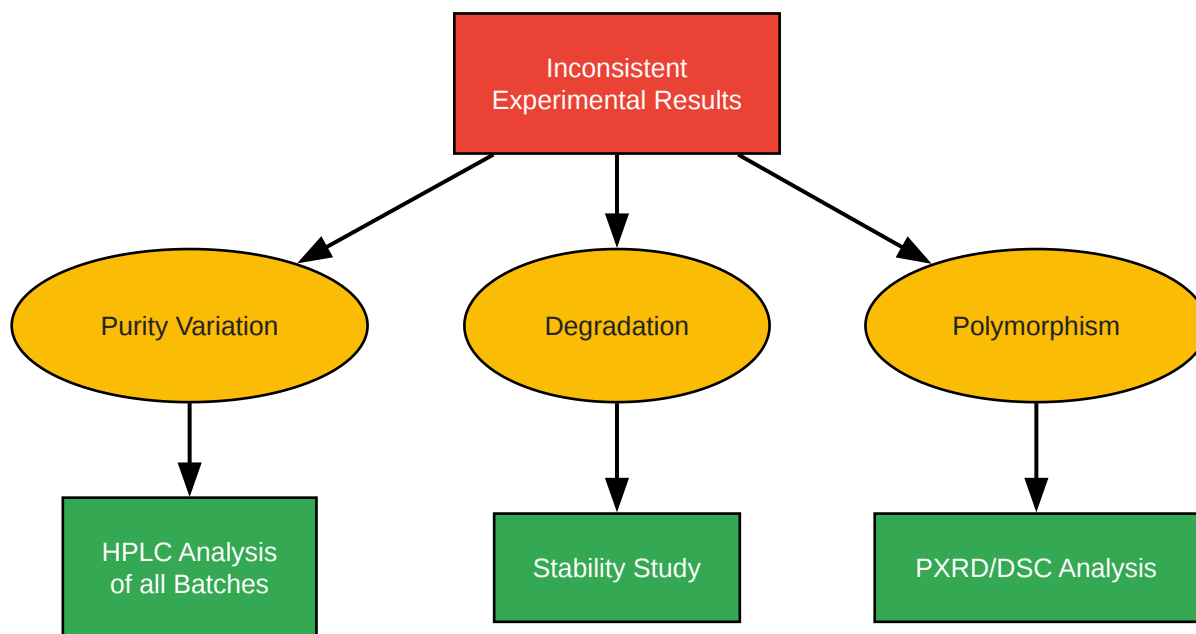 Inconsistent
Experimental Results
Purity Variation
Degradation
Polymorphism
HPLC Analysis
of all Batches
Stability Study
PXRD/DSC Analysis